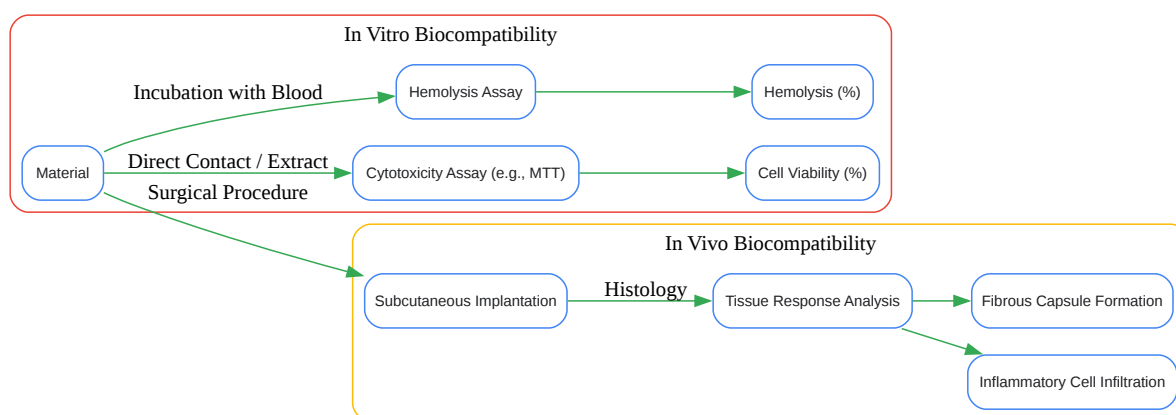 In Vitro Biocompatibility
Incubation with Blood
Hemolysis Assay
Hemolysis (%)
Material
Direct Contact / Extract
Cytotoxicity Assay (e.g., MTT)
Cell Viability (%)
Surgical Procedure
In Vivo Biocompatibility
Subcutaneous Implantation
Histology
Tissue Response Analysis
Fibrous Capsule Formation
Inflammatory Cell Infiltration